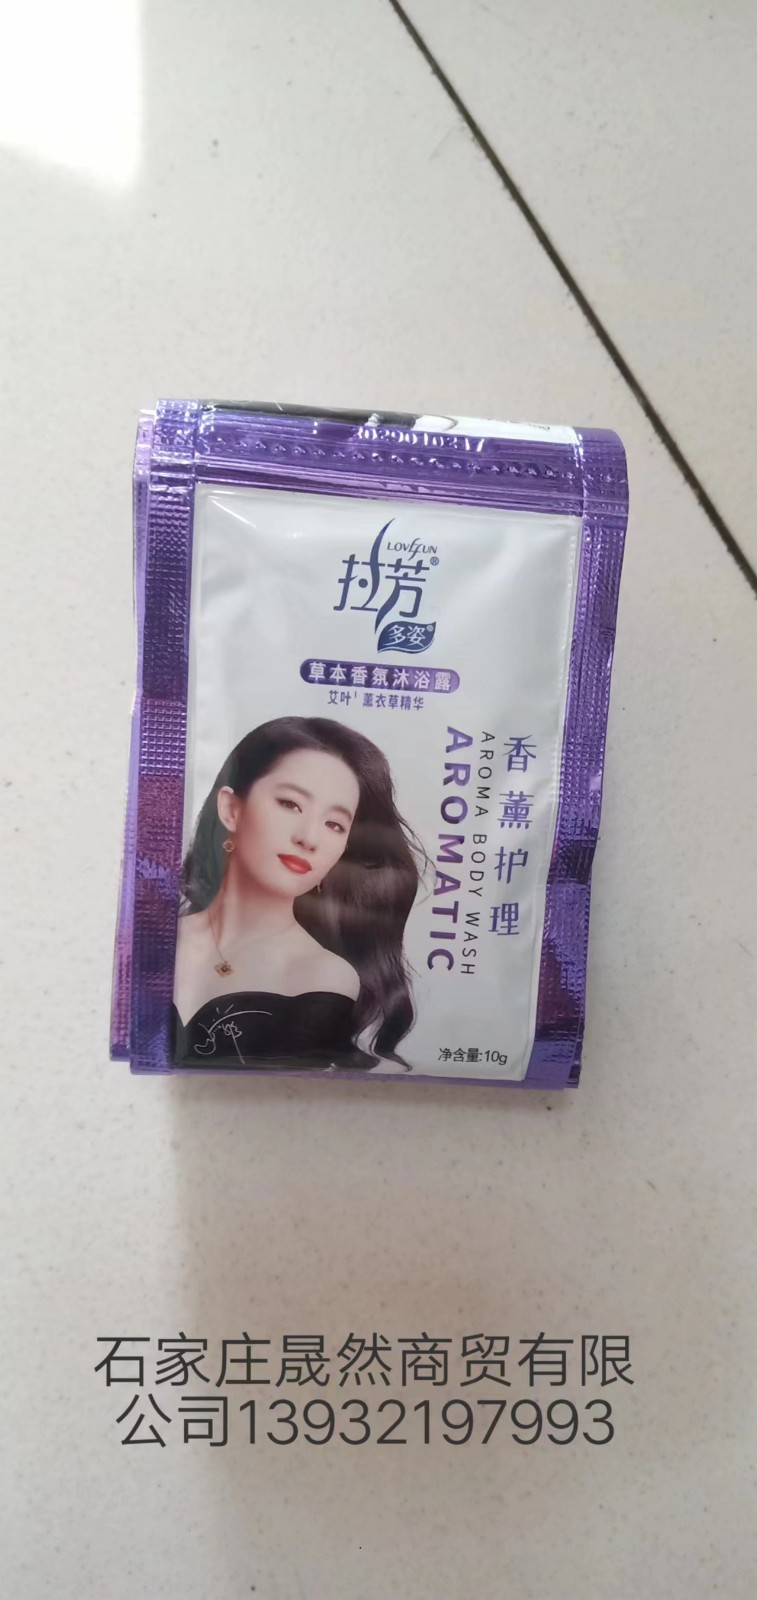 LOVEFUN
拉芳®
多姿®
草本香氛沐浴露
艾叶¹ 薰衣草精华
香薰护理
AROMA BODY WASH
AROMATIC
净含量:10g
石家庄晟然商贸有限
公司13932197993